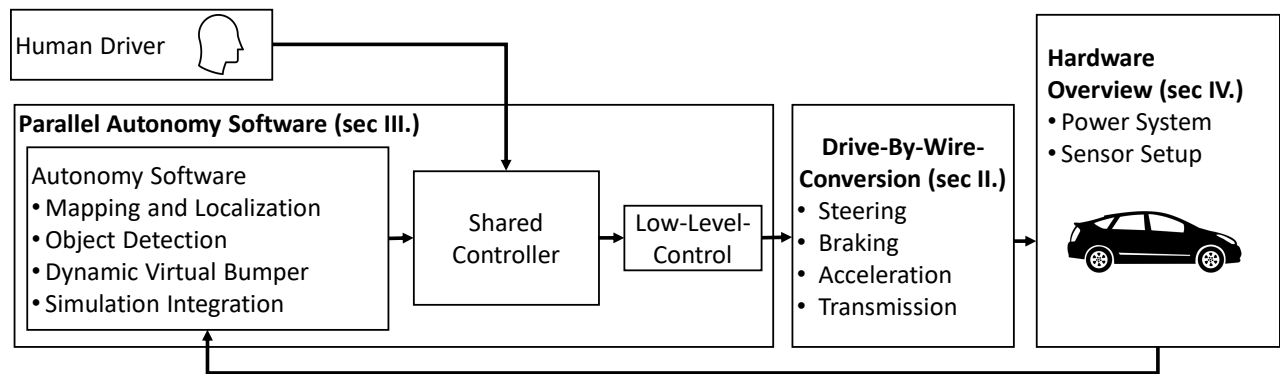 Human Driver
Parallel Autonomy Software (sec III.)
Autonomy Software
• Mapping and Localization
• Object Detection
• Dynamic Virtual Bumper
• Simulation Integration
Shared
Controller
Low-Level-
Control
Drive-By-Wire-
Conversion (sec II.)
• Steering
• Braking
• Acceleration
• Transmission
Hardware
Overview (sec IV.)
• Power System
• Sensor Setup